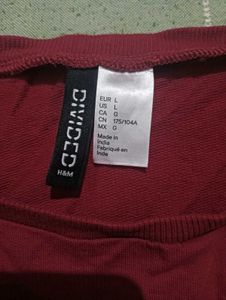 DIVIDED
H&M
EUR L
US L
CA G
CN 175/104A
MX G
Made in
India
Fabriqué en
Inde